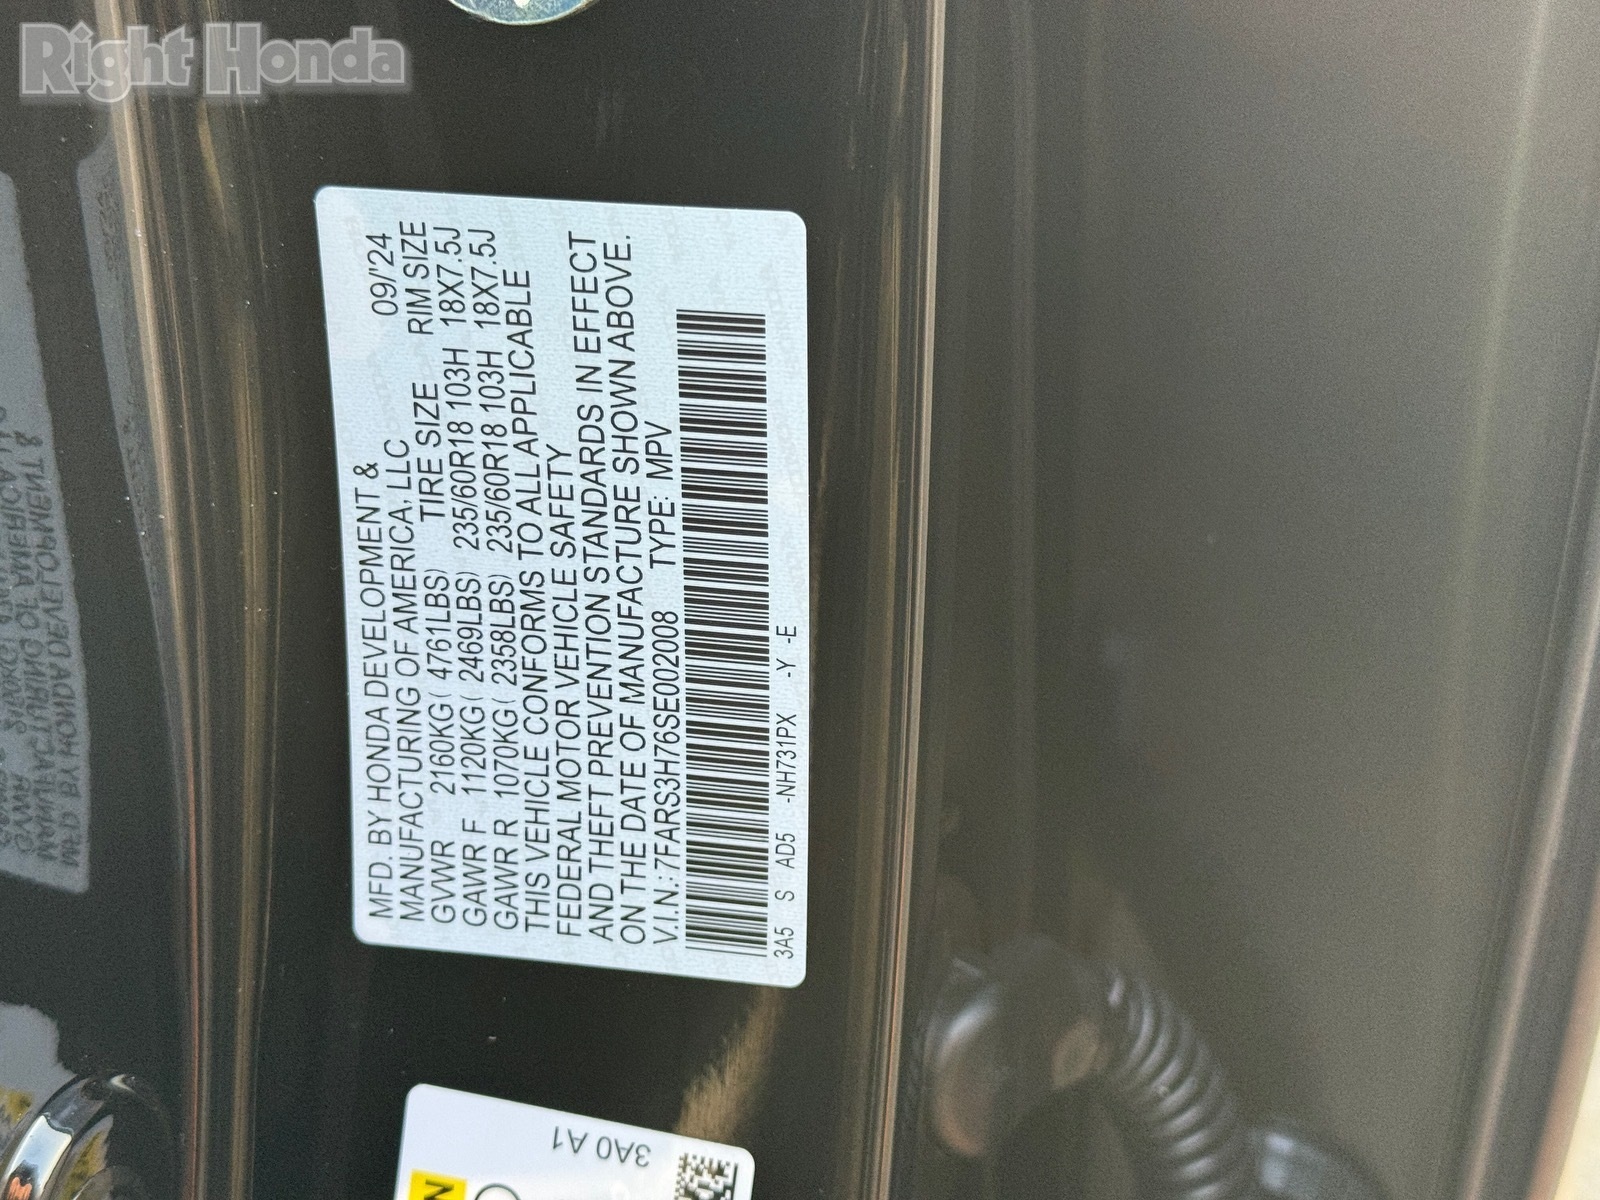 Right Honda
MFD. BY HONDA DEVELOPMENT &
MANUFACTURING OF AMERICA, LLC 09/'24
TIRE SIZE RIM SIZE
GVWR 2160KG( 4761LBS)
GAWR F 1120KG( 2469LBS) 235/60R18 103H 18X7.5J
GAWR R 1070KG( 2358LBS) 235/60R18 103H 18X7.5J
THIS VEHICLE CONFORMS TO ALL APPLICABLE
FEDERAL MOTOR VEHICLE SAFETY
AND THEFT PREVENTION STANDARDS IN EFFECT
ON THE DATE OF MANUFACTURE SHOWN ABOVE.
V.I.N.:7FARS3H76SE002008 TYPE: MPV
3A5 S AD5 -NH731PX -Y -E
3A0 A1